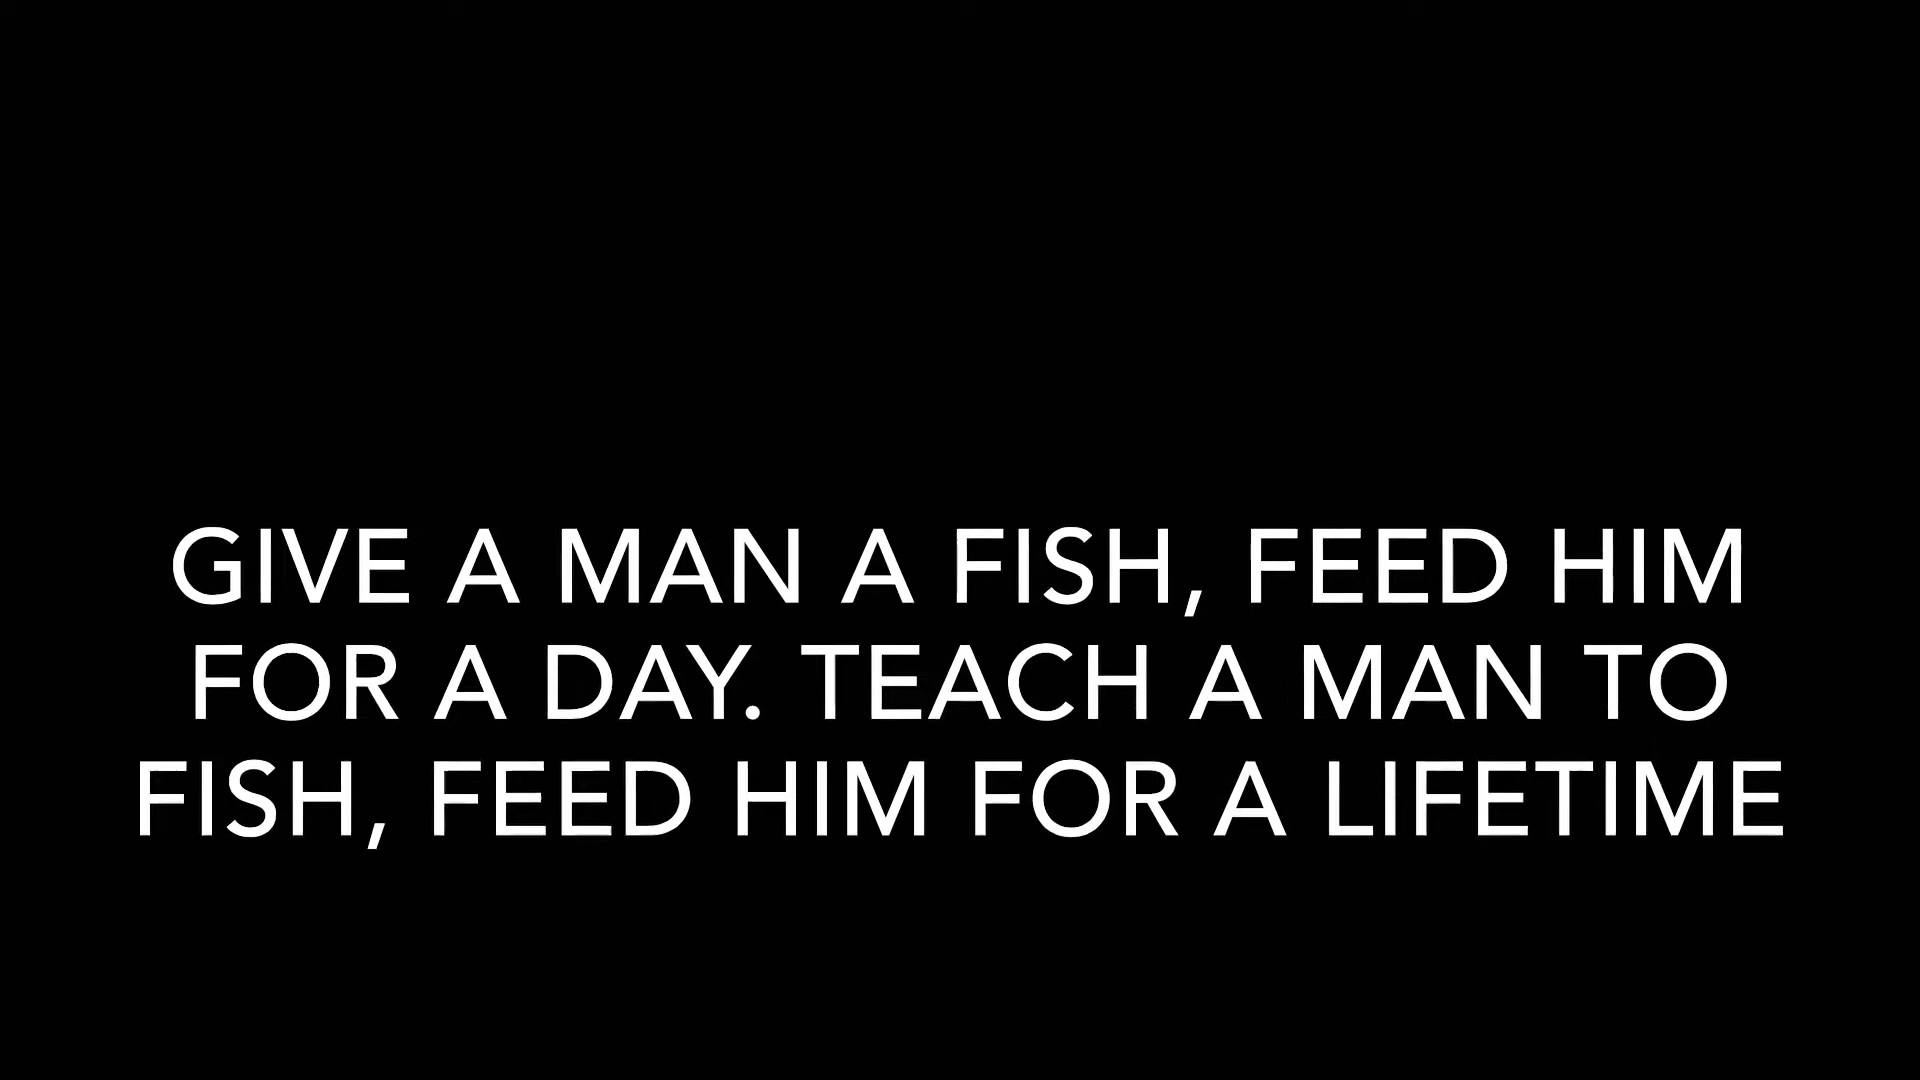 GIVE A MAN A FISH, FEED HIM
FOR A DAY. TEACH A MAN TO
FISH, FEED HIM FOR A LIFETIME